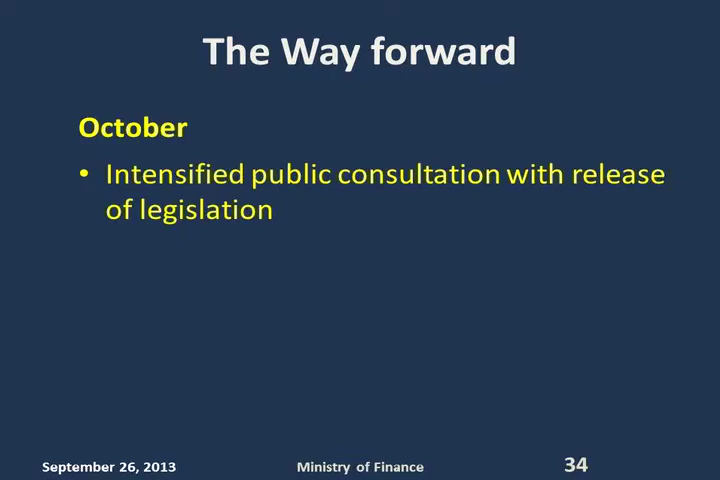 The Way forward
October
• Intensified public consultation with release
of legislation
September 26, 2013 Ministry of Finance 34